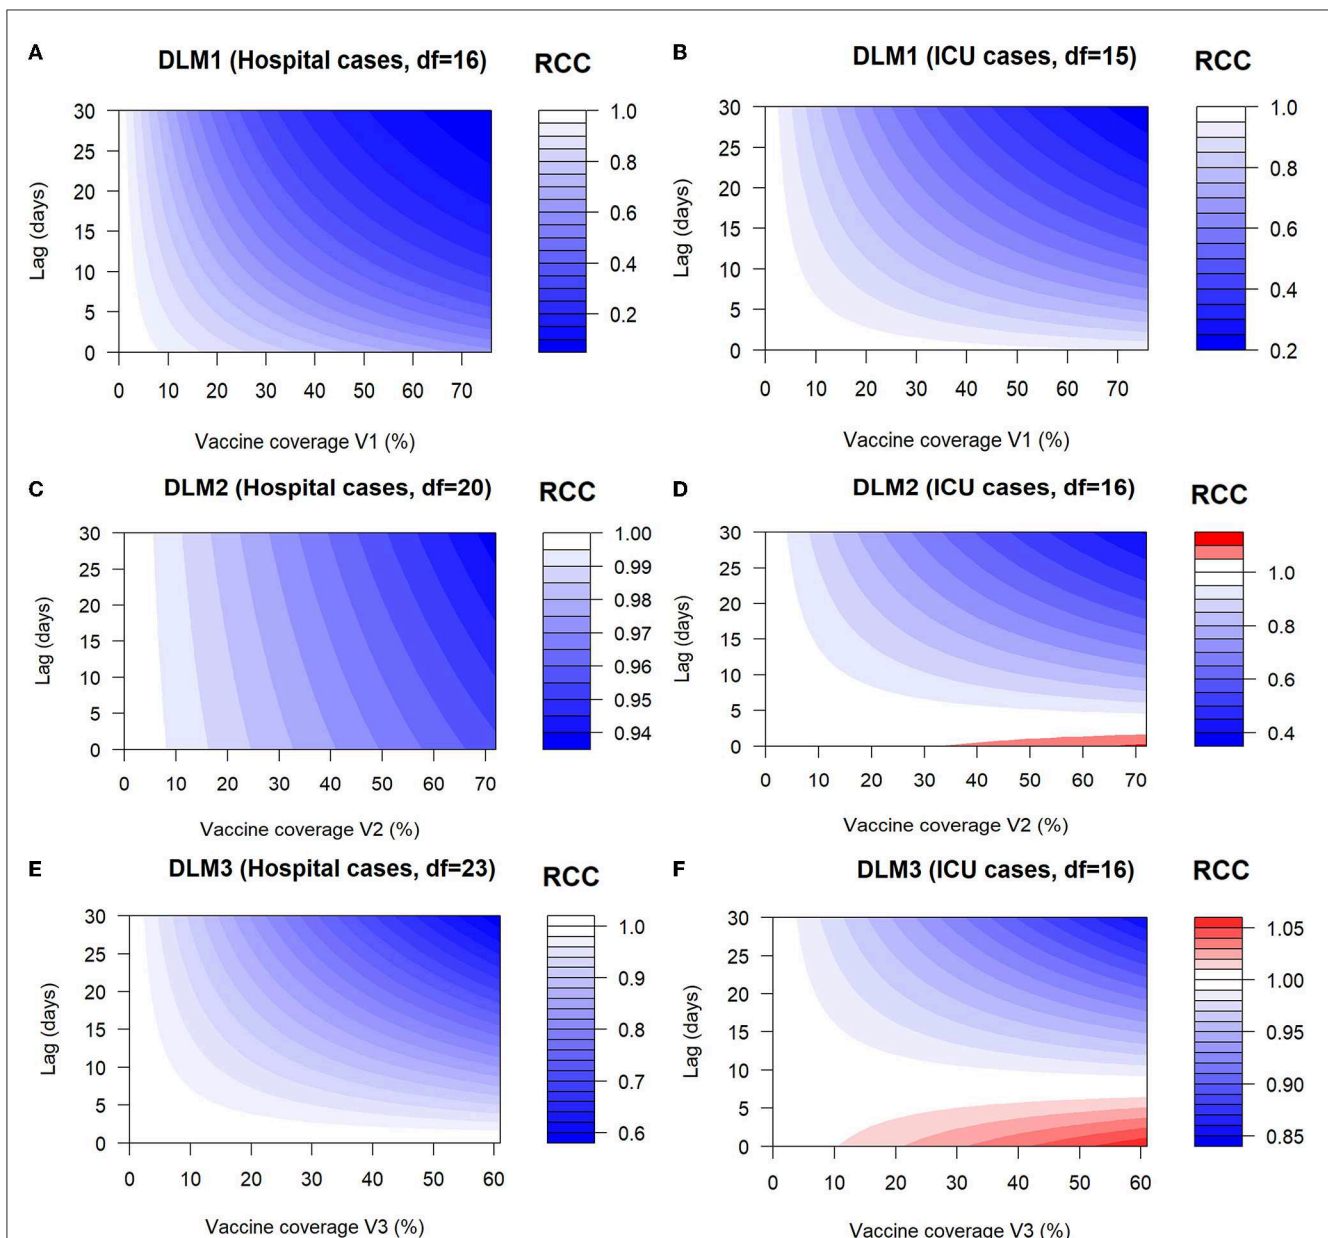 A
DLM1 (Hospital cases, df=16)
RCC
30
25
20
15
10
5
0
Lag (days)
0 10 20 30 40 50 60 70
Vaccine coverage V1 (%)
1.0
0.8
0.6
0.4
0.2
B
DLM1 (ICU cases, df=15)
RCC
30
25
20
15
10
5
0
Lag (days)
0 10 20 30 40 50 60 70
Vaccine coverage V1 (%)
1.0
0.8
0.6
0.4
0.2
C
DLM2 (Hospital cases, df=20)
RCC
30
25
20
15
10
5
0
Lag (days)
0 10 20 30 40 50 60 70
Vaccine coverage V2 (%)
1.00
0.99
0.98
0.97
0.96
0.95
0.94
D
DLM2 (ICU cases, df=16)
RCC
30
25
20
15
10
5
0
Lag (days)
0 10 20 30 40 50 60 70
Vaccine coverage V2 (%)
1.0
0.8
0.6
0.4
E
DLM3 (Hospital cases, df=23)
RCC
30
25
20
15
10
5
0
Lag (days)
0 10 20 30 40 50 60
Vaccine coverage V3 (%)
1.0
0.9
0.8
0.7
0.6
F
DLM3 (ICU cases, df=16)
RCC
30
25
20
15
10
5
0
Lag (days)
0 10 20 30 40 50 60
Vaccine coverage V3 (%)
1.05
1.00
0.95
0.90
0.85